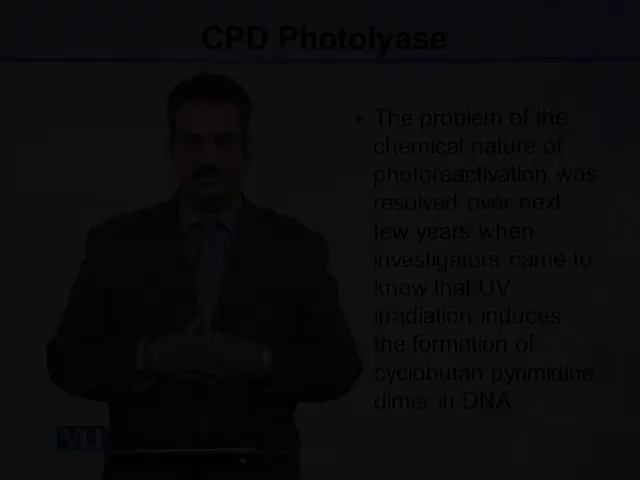 CPD Photolyase
• The problem of the
chemical nature of
photoreactivation was
resolved over next
few years when
investigators came to
know that UV
irradiation induces
the formation of
cyclobutan pyrimidine
dimer in DNA
VU